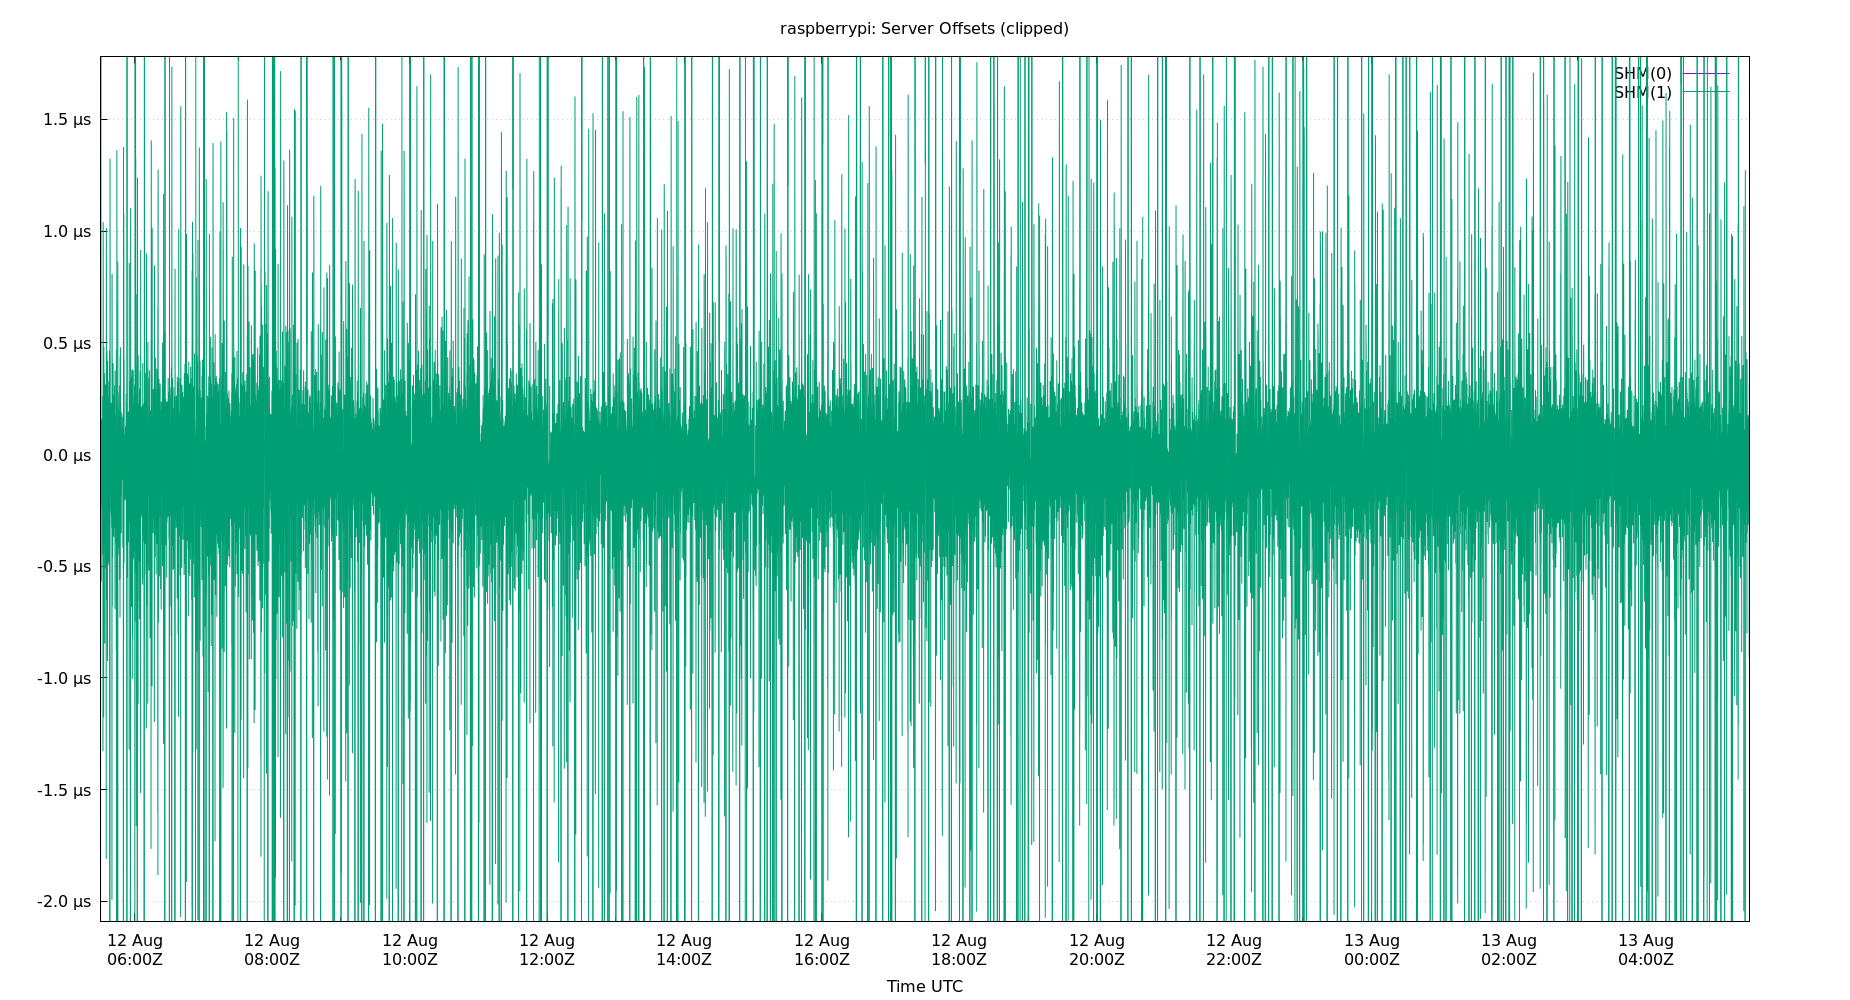 raspberrypi: Server Offsets (clipped)
SHM(0)
SHM(1)
1.5 µs
1.0 µs
0.5 µs
0.0 µs
-0.5 µs
-1.0 µs
-1.5 µs
-2.0 µs
12 Aug 12 Aug 12 Aug 12 Aug 12 Aug 12 Aug 12 Aug 12 Aug 12 Aug 13 Aug 13 Aug 13 Aug
06:00Z 08:00Z 10:00Z 12:00Z 14:00Z 16:00Z 18:00Z 20:00Z 22:00Z 00:00Z 02:00Z 04:00Z
Time UTC